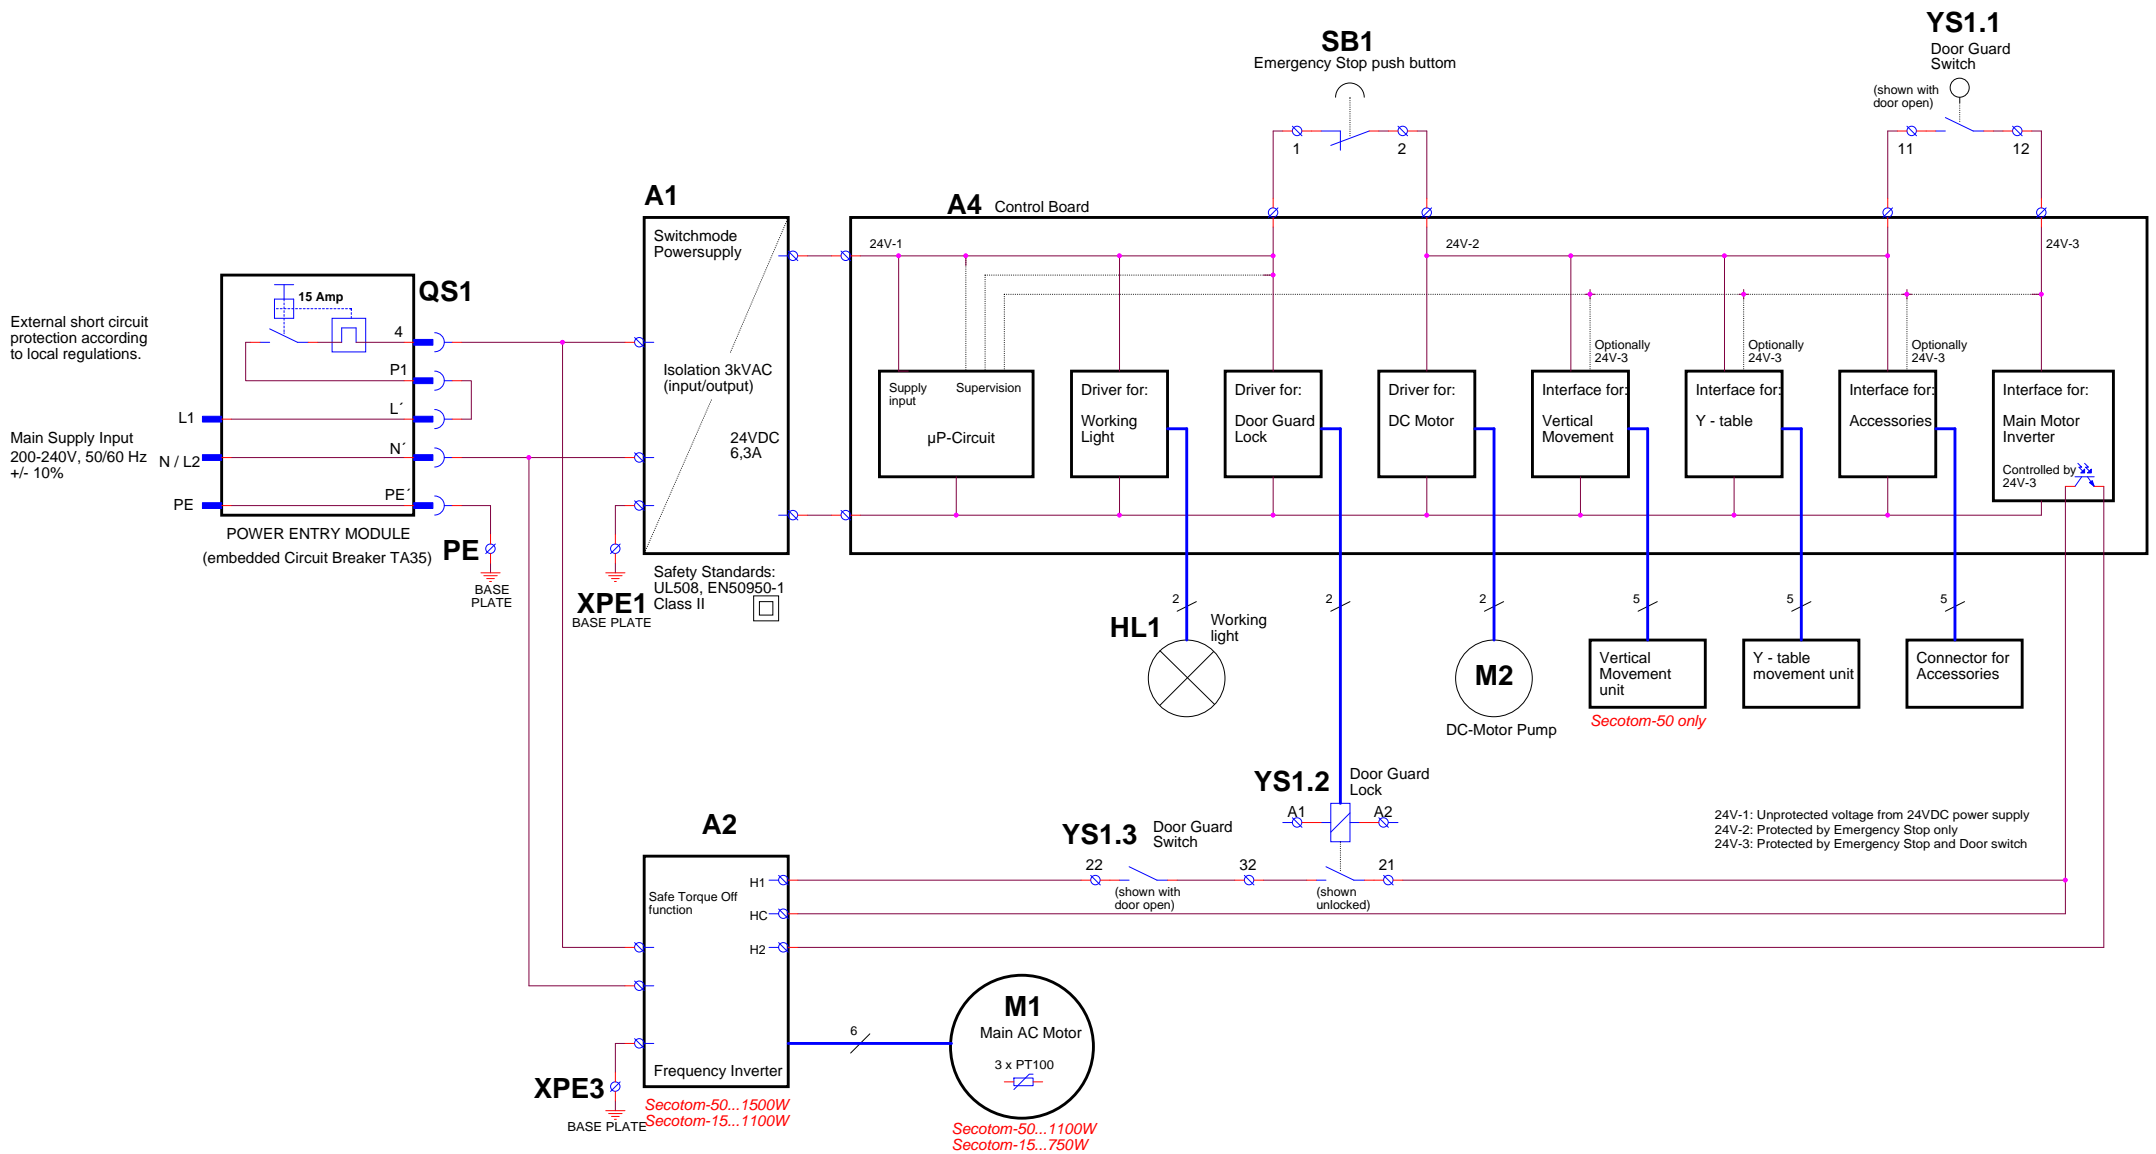 YS1.1
Door Guard
Switch
(shown with
door open)
11
12
SB1
Emergency Stop push buttom
1
2
A1
Switchmode
Powersupply
Isolation 3kVAC
(input/output)
24VDC
6,3A
Safety Standards:
UL508, EN50950-1
Class II
A4 Control Board
24V-1
24V-2
24V-3
QS1
15 Amp
4
P1
L´
N´
PE´
External short circuit
protection according
to local regulations.
L1
Main Supply Input
200-240V, 50/60 Hz
+/- 10%
N / L2
PE
POWER ENTRY MODULE
(embedded Circuit Breaker TA35)
PE
BASE
PLATE
XPE1
BASE PLATE
Supply
input
Supervision
µP-Circuit
Driver for:
Working
Light
Driver for:
Door Guard
Lock
Driver for:
DC Motor
Optionally
24V-3
Interface for:
Vertical
Movement
Optionally
24V-3
Interface for:
Y - table
Optionally
24V-3
Interface for:
Accessories
Interface for:
Main Motor
Inverter
Controlled by
24V-3
2
2
2
5
5
5
HL1
Working
light
M2
DC-Motor Pump
Vertical
Movement
unit
Secotom-50 only
Y - table
movement unit
Connector for
Accessories
YS1.2
Door Guard
Lock
A1
A2
24V-1: Unprotected voltage from 24VDC power supply
24V-2: Protected by Emergency Stop only
24V-3: Protected by Emergency Stop and Door switch
YS1.3
Door Guard
Switch
22
32
21
(shown with
door open)
(shown
unlocked)
A2
Safe Torque Off
function
H1
HC
H2
Frequency Inverter
XPE3
BASE PLATE
Secotom-50...1500W
Secotom-15...1100W
6
M1
Main AC Motor
3 x PT100
Secotom-50...1100W
Secotom-15...750W